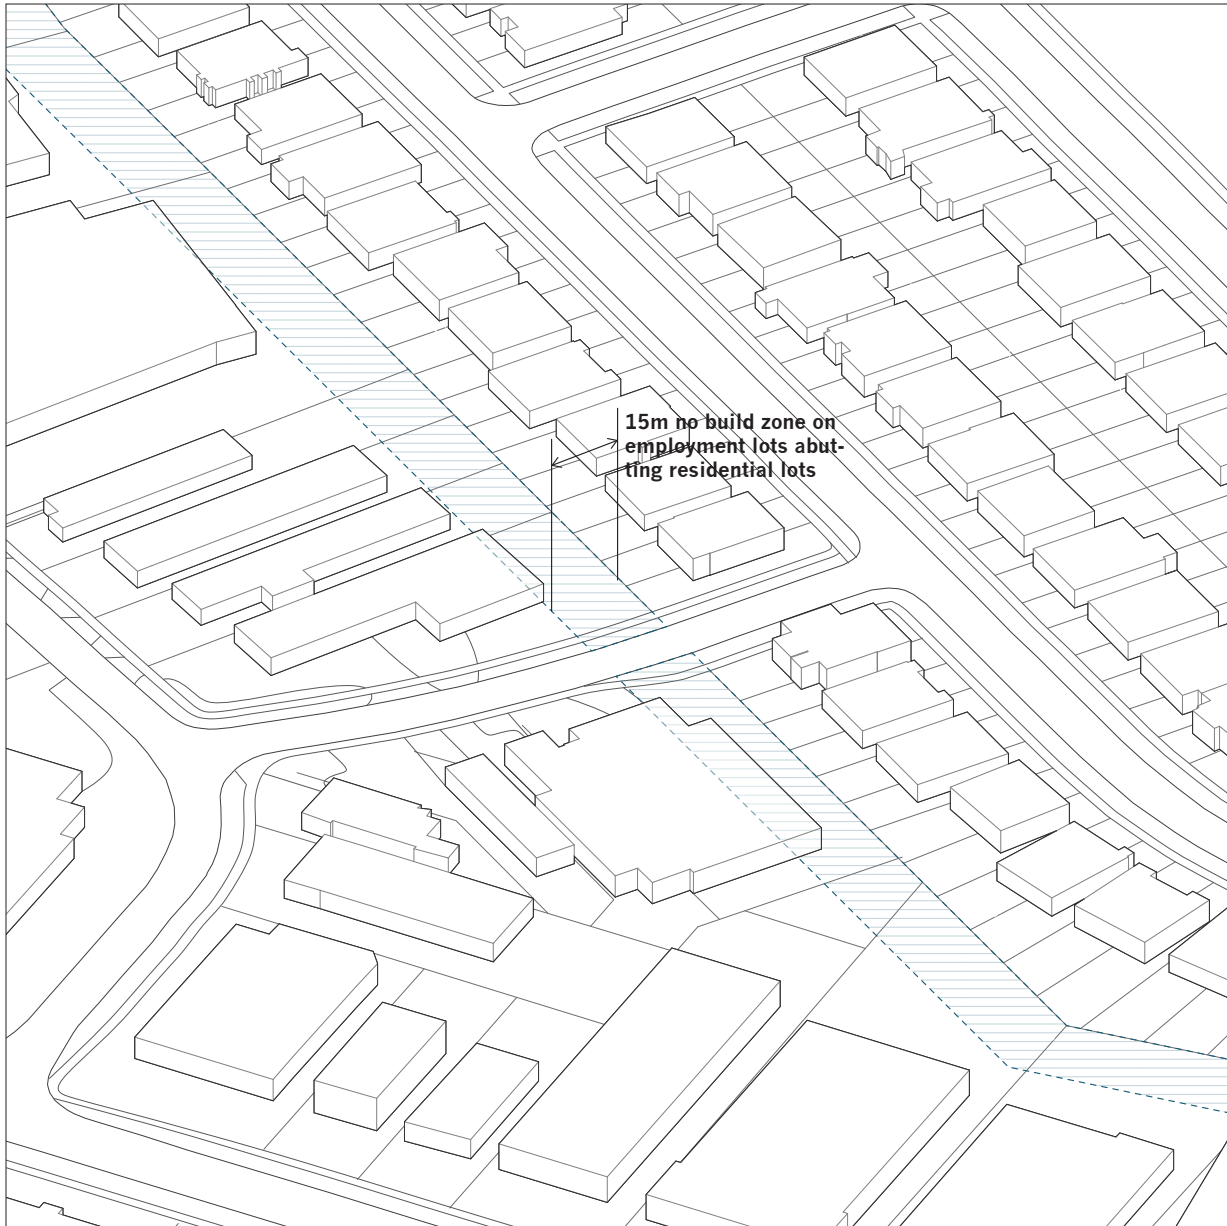 15m no build zone on
employment lots abut-
ting residential lots